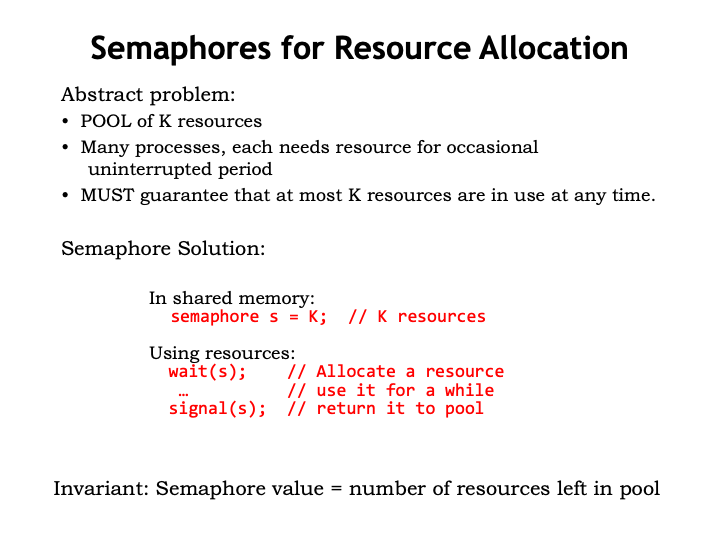 Semaphores for Resource Allocation
Abstract problem:
• POOL of K resources
• Many processes, each needs resource for occasional
uninterrupted period
• MUST guarantee that at most K resources are in use at any time.
Semaphore Solution:
In shared memory:
semaphore s = K;  // K resources
Using resources:
wait(s);    // Allocate a resource
…          // use it for a while
signal(s);  // return it to pool
Invariant: Semaphore value = number of resources left in pool